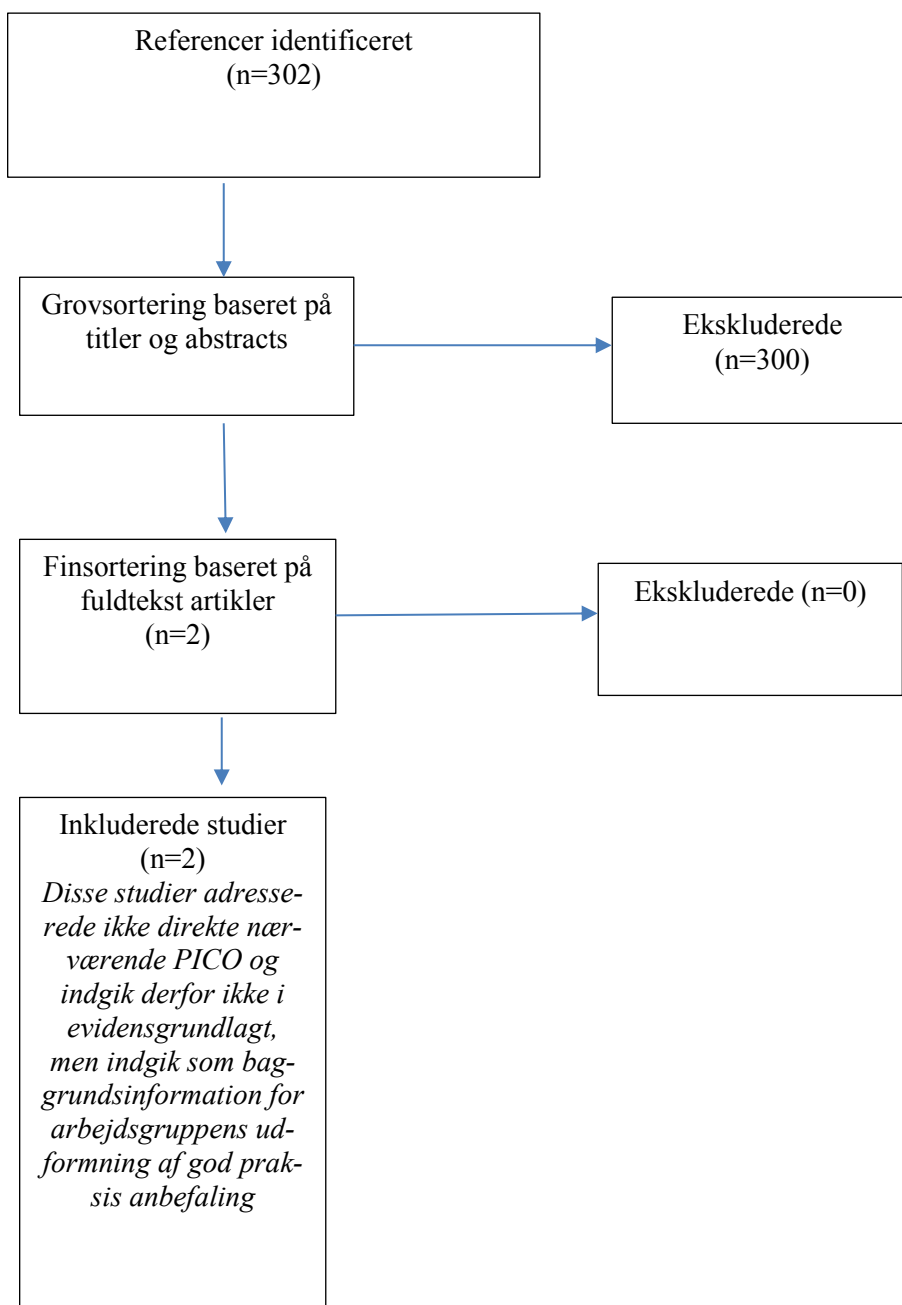 Referencer identificeret
(n=302)
Grovsortering baseret på
titler og abstracts
Ekskluderede
(n=300)
Finsortering baseret på
fuldtekst artikler
(n=2)
Ekskluderede (n=0)
Inkluderede studier
(n=2)
Disse studier adresse-
rede ikke direkte nær-
værende PICO og
indgik derfor ikke i
evidensgrundlagt,
men indgik som bag-
grundsinformation for
arbejdsgruppens ud-
formning af god prak-
sis anbefaling